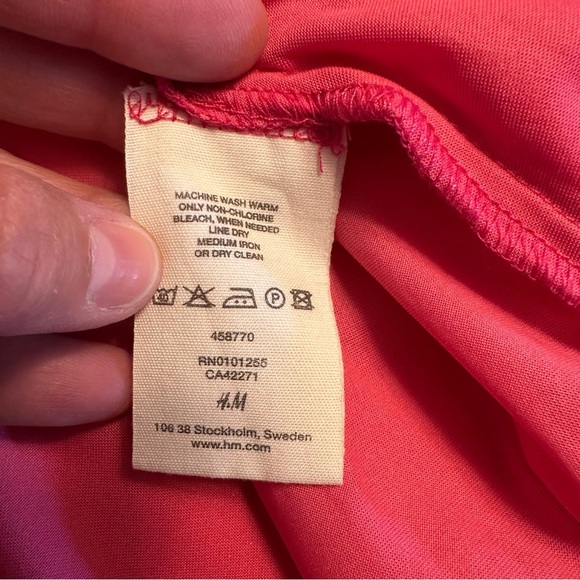 MACHINE WASH WARM
ONLY NON-CHLORINE
BLEACH, WHEN NEEDED
LINE DRY
MEDIUM IRON
OR DRY CLEAN
P
458770
RN0101255
CA42271
H&M
106 38 Stockholm, Sweden
www.hm.com